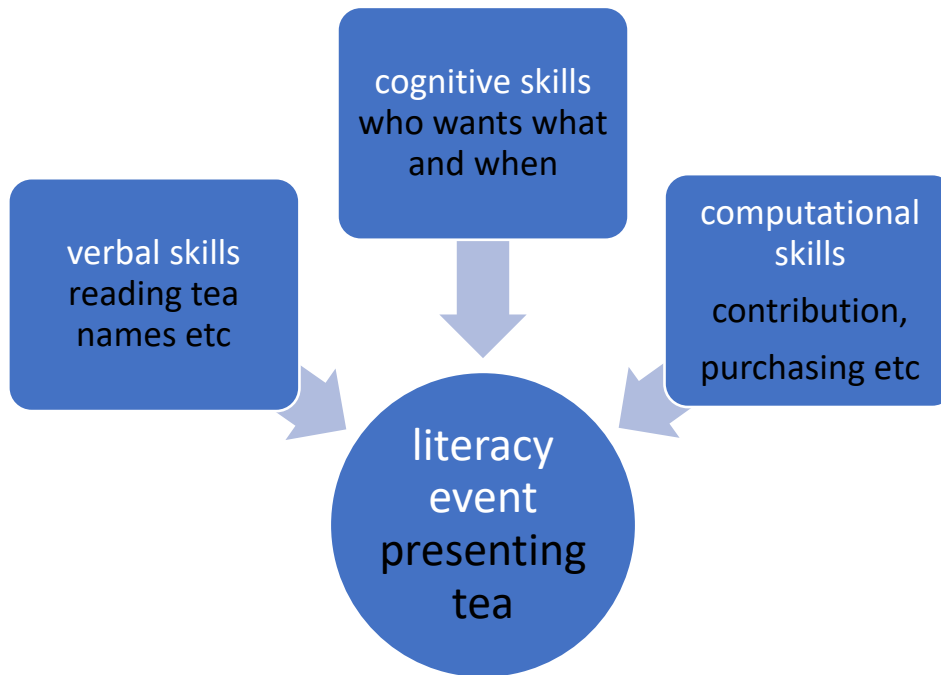 cognitive skills
who wants what
and when
verbal skills
reading tea
names etc
computational
skills
contribution,
purchasing etc
literacy
event
presenting
tea